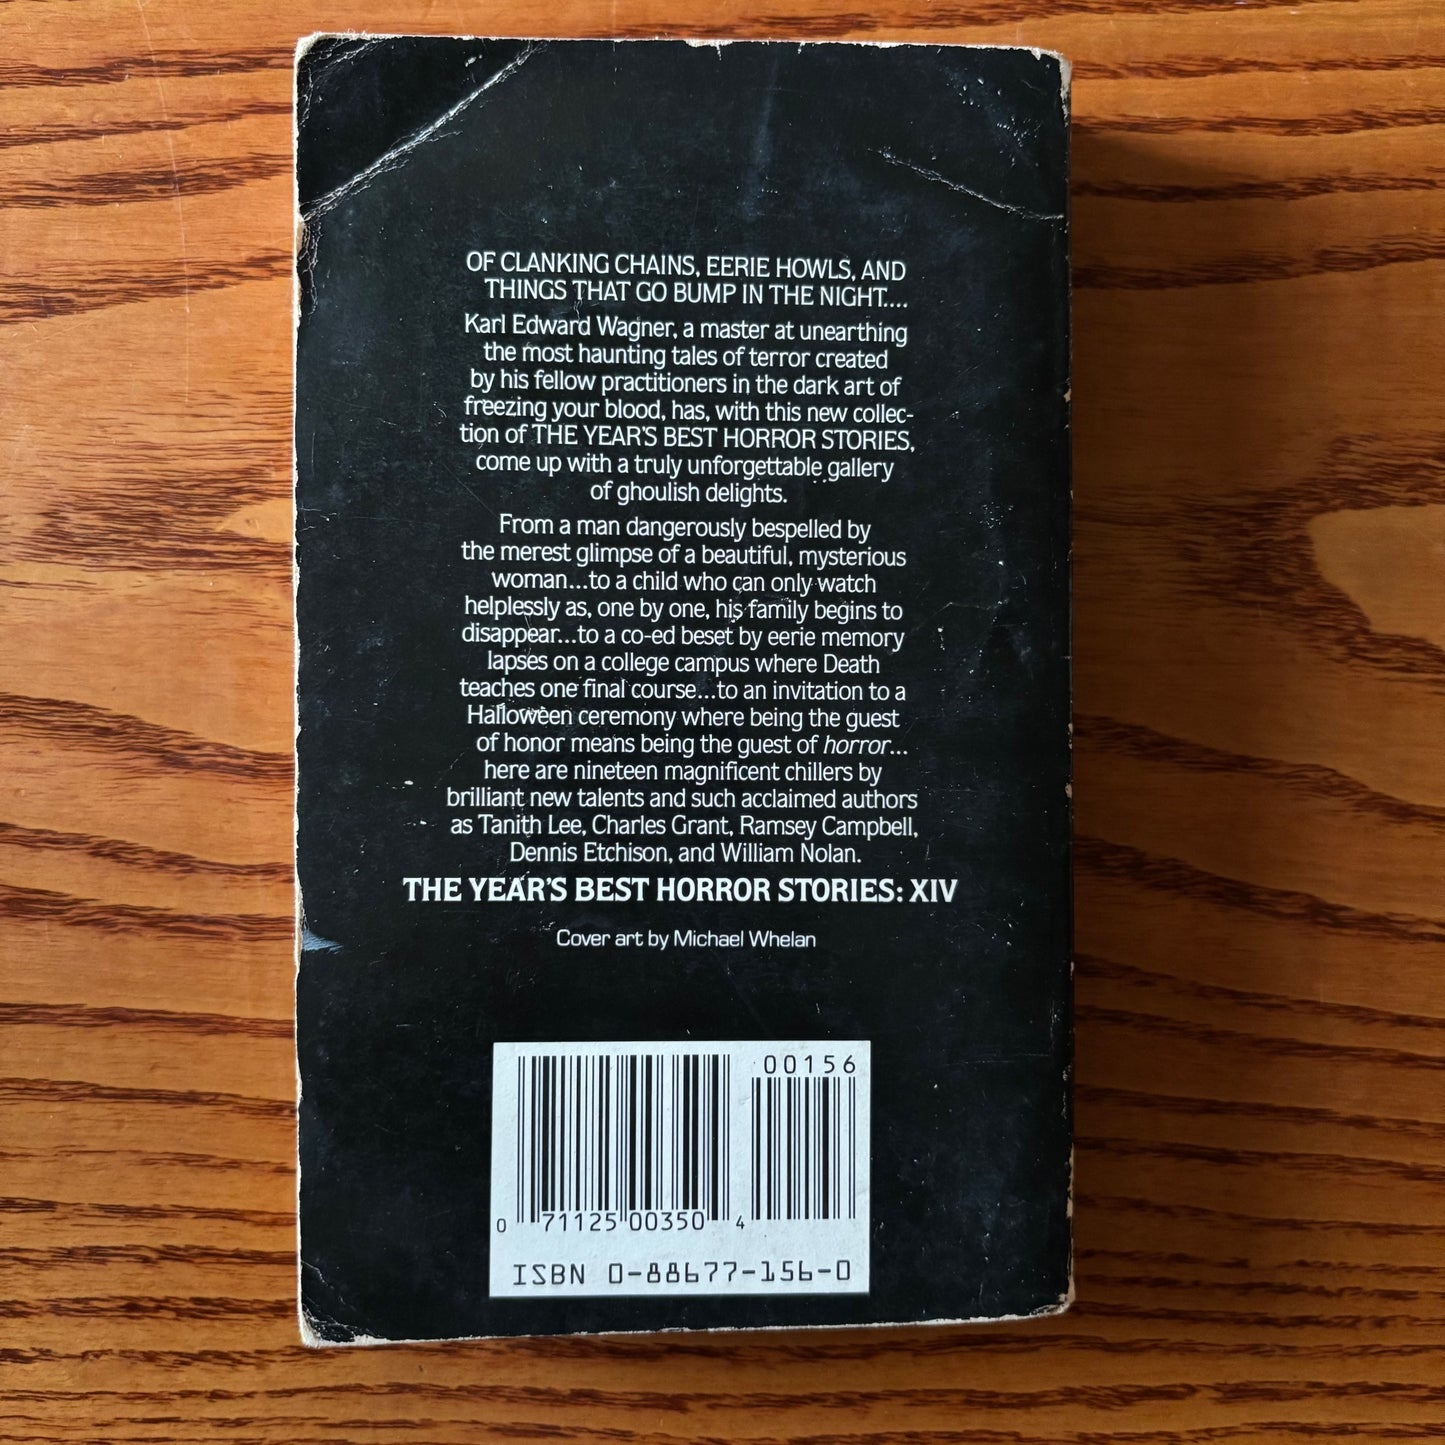 OF CLANKING CHAINS, EERIE HOWLS, AND
THINGS THAT GO BUMP IN THE NIGHT....
Karl Edward Wagner, a master at unearthing
the most haunting tales of terror created
by his fellow practitioners in the dark art of
freezing your blood, has, with this new collec-
tion of THE YEAR'S BEST HORROR STORIES,
come up with a truly unforgettable gallery
of ghoulish delights.
From a man dangerously bespelled by
the merest glimpse of a beautiful, mysterious
woman...to a child who can only watch
helplessly as, one by one, his family begins to
disappear...to a co-ed beset by eerie memory
lapses on a college campus where Death
teaches one final course...to an invitation to a
Halloween ceremony where being the guest
of honor means being the guest of horror...
here are nineteen magnificent chillers by
brilliant new talents and such acclaimed authors
as Tanith Lee, Charles Grant, Ramsey Campbell,
Dennis Etchison, and William Nolan.
THE YEAR'S BEST HORROR STORIES: XIV
Cover art by Michael Whelan
00156
0 71125 00350 4
ISBN 0-88677-156-0